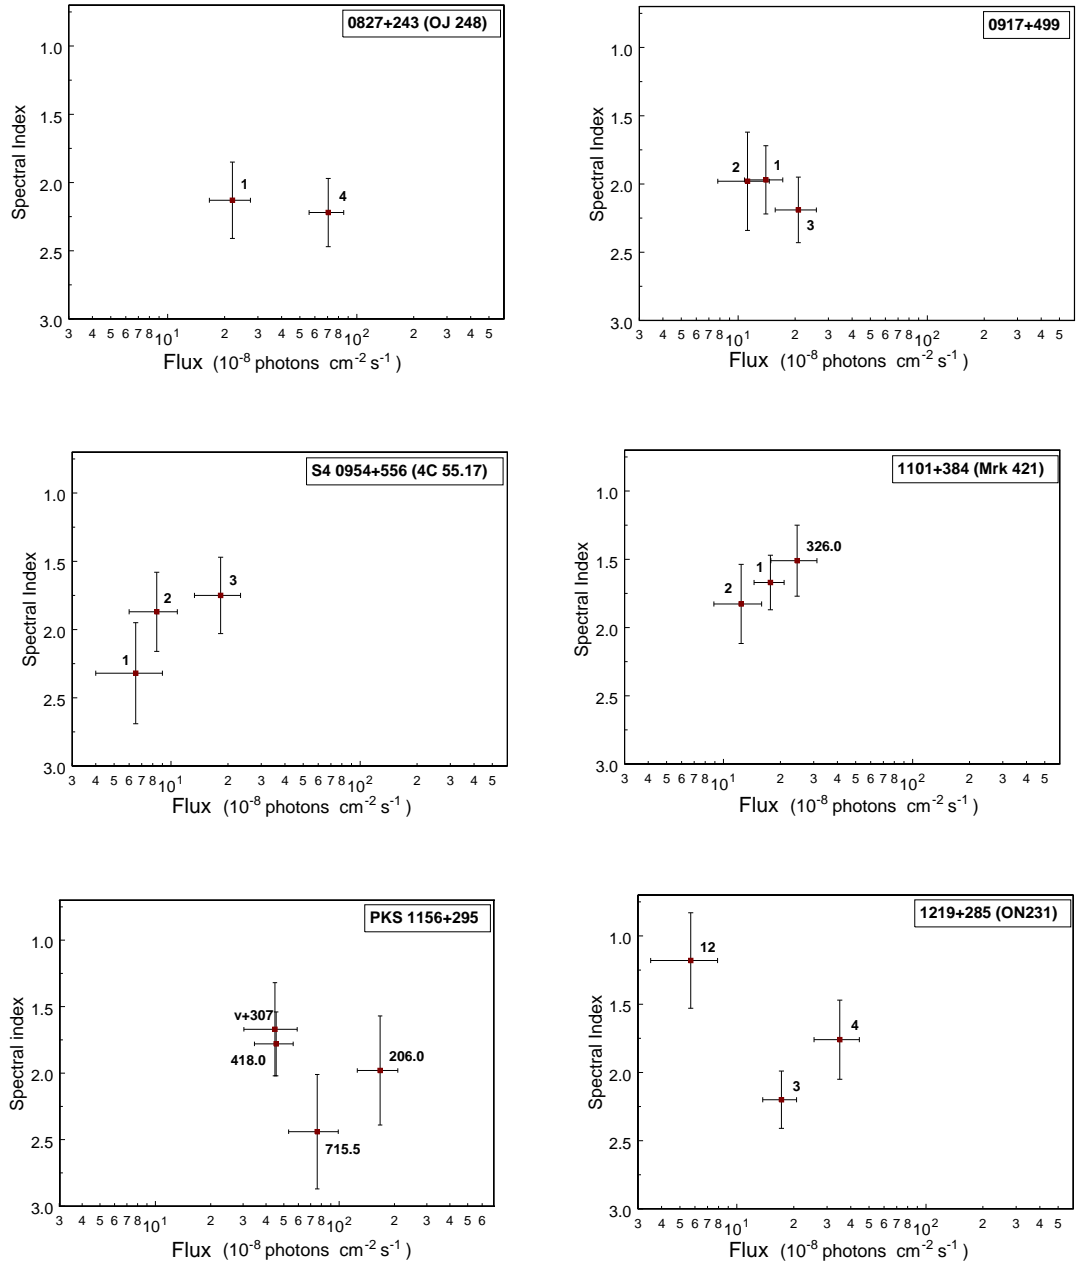 0827+243 (OJ 248)
1.0
1.5
2.0
2.5
3.0
Spectral Index
1
4
3 4 5 6 7 8 10¹ 2 3 4 5 6 7 8 10² 2 3 4 5
Flux (10⁻⁸ photons cm⁻² s⁻¹ )
0917+499
1.0
1.5
2.0
2.5
3.0
Spectral Index
2
1
3
3 4 5 6 7 8 10¹ 2 3 4 5 6 7 8 10² 2 3 4 5
Flux (10⁻⁸ photons cm⁻² s⁻¹ )
S4 0954+556 (4C 55.17)
1.0
1.5
2.0
2.5
3.0
Spectral Index
3
2
1
3 4 5 6 7 8 10¹ 2 3 4 5 6 7 8 10² 2 3 4 5
Flux (10⁻⁸ photons cm⁻² s⁻¹ )
1101+384 (Mrk 421)
1.0
1.5
2.0
2.5
3.0
Spectral Index
326.0
1
2
3 4 5 6 7 8 10¹ 2 3 4 5 6 7 8 10² 2 3 4 5
Flux (10⁻⁸ photons cm⁻² s⁻¹ )
PKS 1156+295
1.0
1.5
2.0
2.5
3.0
Spectral index
v+307
418.0
206.0
715.5
3 4 5 6 7 8 10¹ 2 3 4 5 6 7 8 10² 2 3 4 5 6
Flux (10⁻⁸ photons cm⁻² s⁻¹ )
1219+285 (ON231)
1.0
1.5
2.0
2.5
3.0
Spectral Index
12
4
3
3 4 5 6 7 8 10¹ 2 3 4 5 6 7 8 10² 2 3 4 5
Flux (10⁻⁸ photons cm⁻² s⁻¹ )